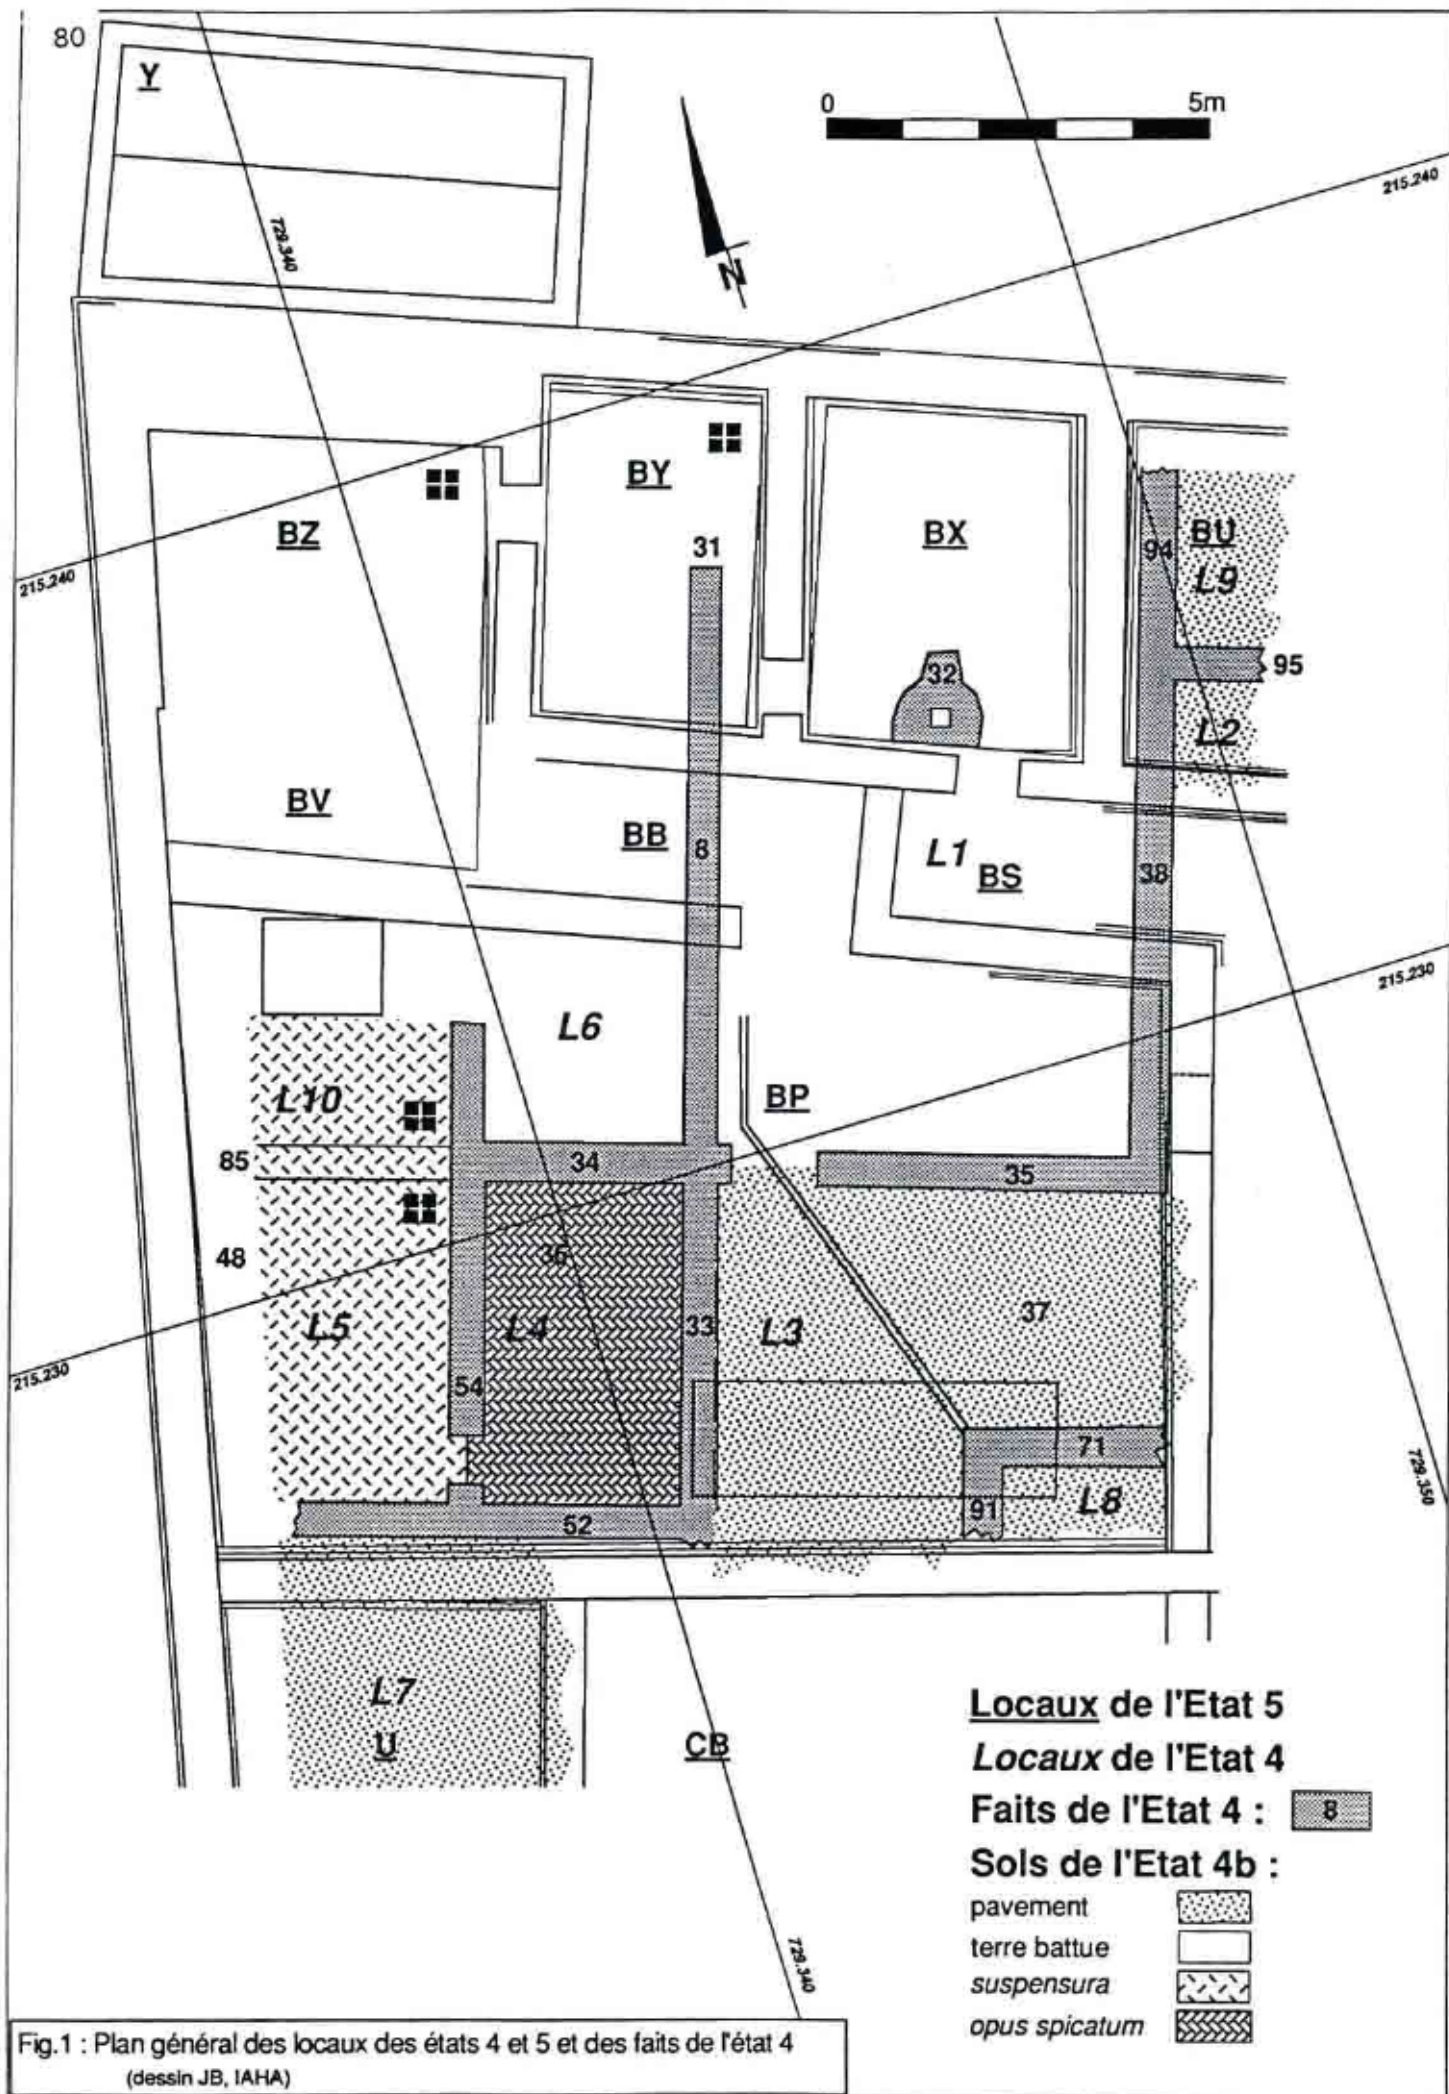 80
Y
0 5m
215.240
729.340
N
BY
BZ
BX
BU
94
L9
31
215.240
32
95
L2
BV
BB
8
L1
BS
38
215.230
L6
L10
BP
85
34
35
48
36
37
L5
L4
33
L3
215.230
54
71
729.350
91
L8
52
L7
U
CB
Locaux de l'Etat 5
Locaux de l'Etat 4
Faits de l'Etat 4 : 8
Sols de l'Etat 4b :
pavement
terre battue
suspensura
opus spicatum
729.340
Fig.1 : Plan général des locaux des états 4 et 5 et des faits de l'état 4
(dessin JB, IAHA)